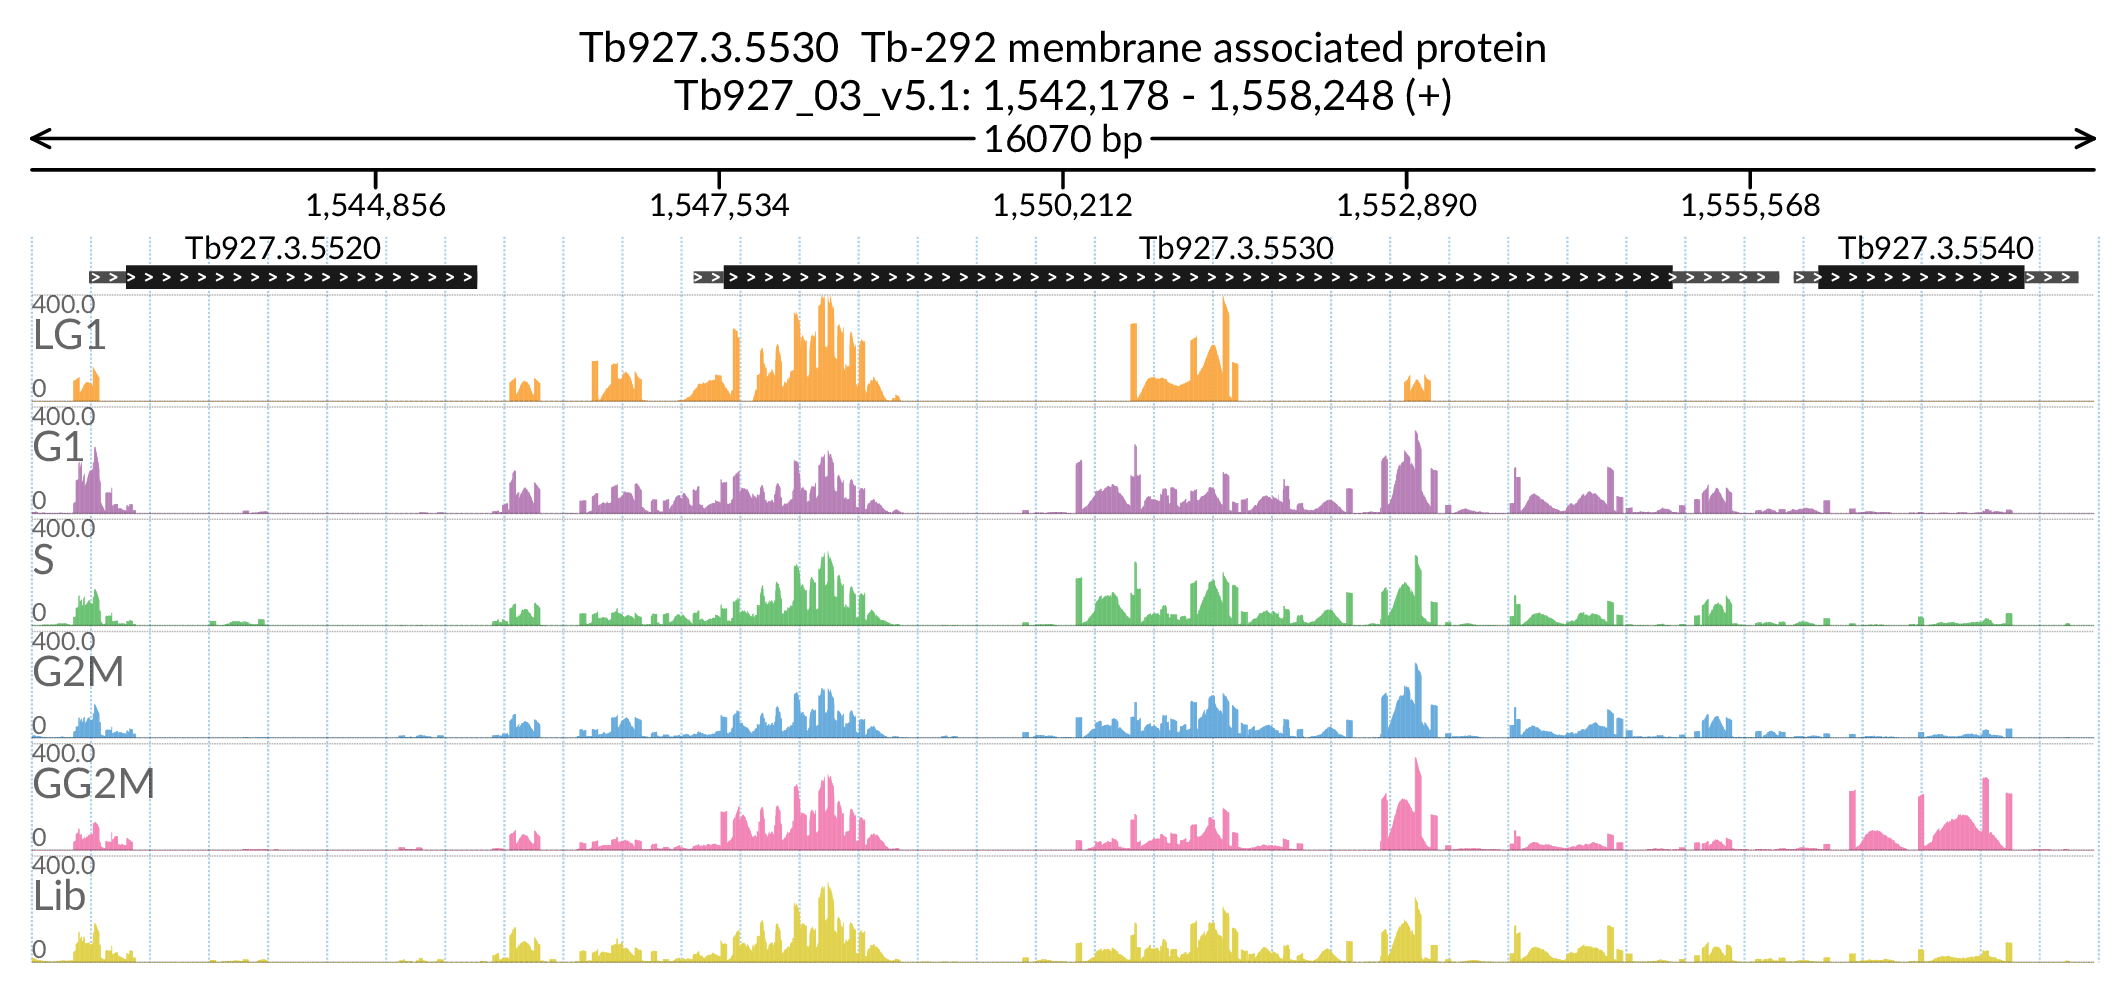 Tb927.3.5530  Tb-292 membrane associated protein
Tb927_03_v5.1: 1,542,178 - 1,558,248 (+)
16070 bp
1,544,856 1,547,534 1,550,212 1,552,890 1,555,568
Tb927.3.5520 Tb927.3.5530 Tb927.3.5540
400.0
LG1
0
400.0
G1
0
400.0
S
0
400.0
G2M
0
400.0
GG2M
0
400.0
Lib
0